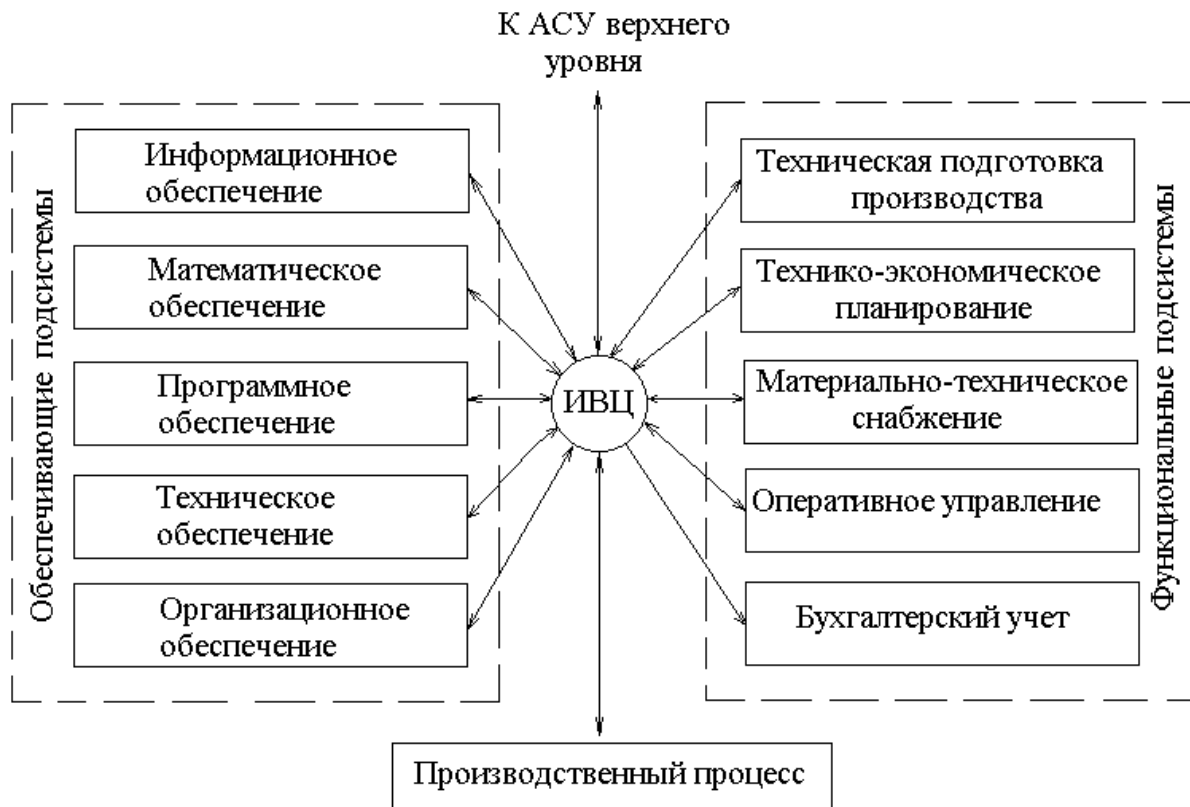 К АСУ верхнего
уровня
Обеспечивающие подсистемы
Информационное
обеспечение
Математическое
обеспечение
Программное
обеспечение
Техническое
обеспечение
Организационное
обеспечение
ИВЦ
Техническая подготовка
производства
Технико-экономическое
планирование
Материально-техническое
снабжение
Оперативное управление
Бухгалтерский учет
Функциональные подсистемы
Производственный процесс